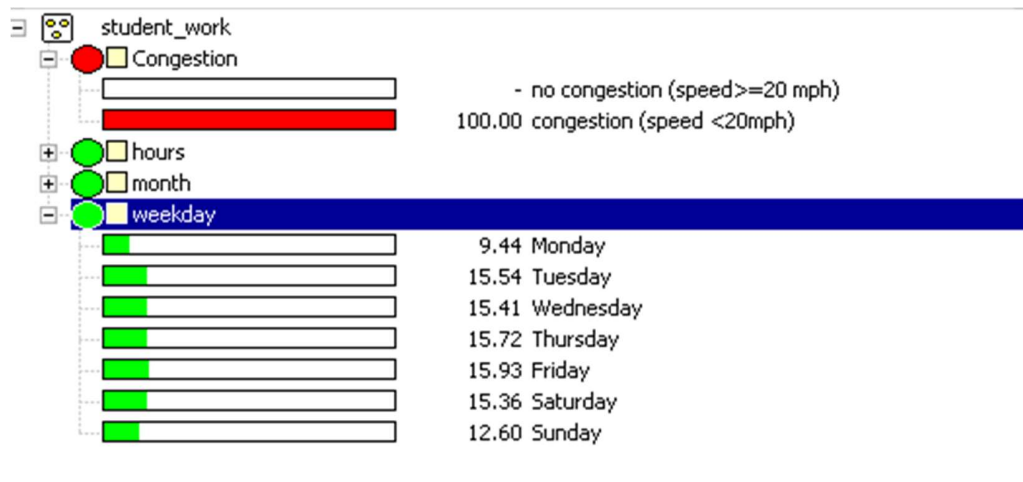 student_work
Congestion
- no congestion (speed>=20 mph)
100.00 congestion (speed <20mph)
hours
month
weekday
9.44 Monday
15.54 Tuesday
15.41 Wednesday
15.72 Thursday
15.93 Friday
15.36 Saturday
12.60 Sunday